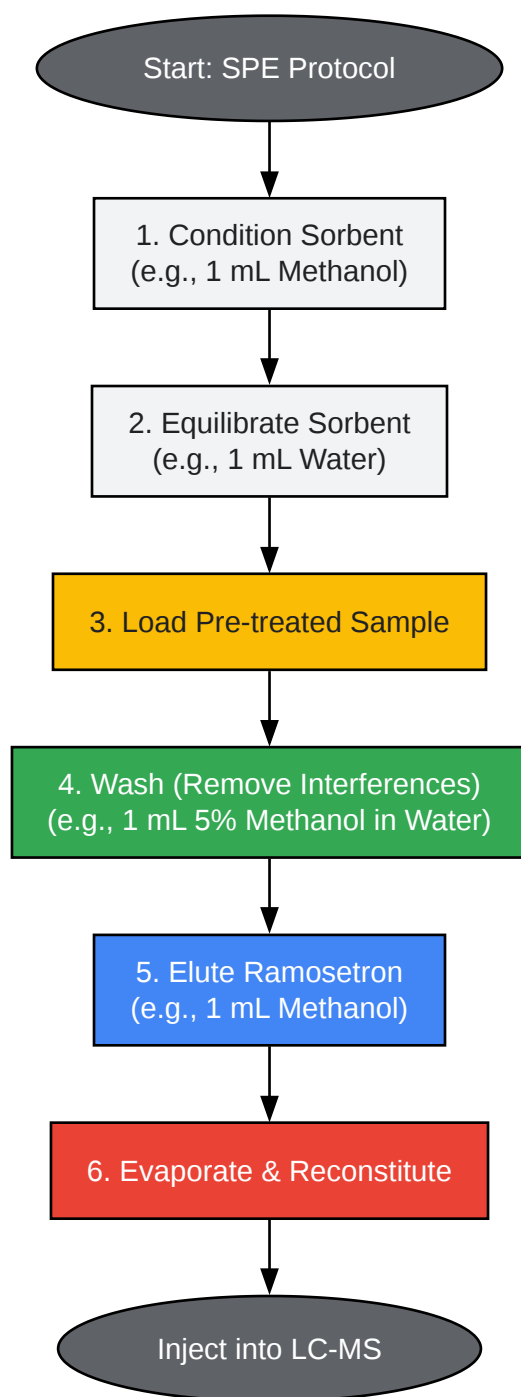 Start: SPE Protocol
1. Condition Sorbent
(e.g., 1 mL Methanol)
2. Equilibrate Sorbent
(e.g., 1 mL Water)
3. Load Pre-treated Sample
4. Wash (Remove Interferences)
(e.g., 1 mL 5% Methanol in Water)
5. Elute Ramosetron
(e.g., 1 mL Methanol)
6. Evaporate & Reconstitute
Inject into LC-MS